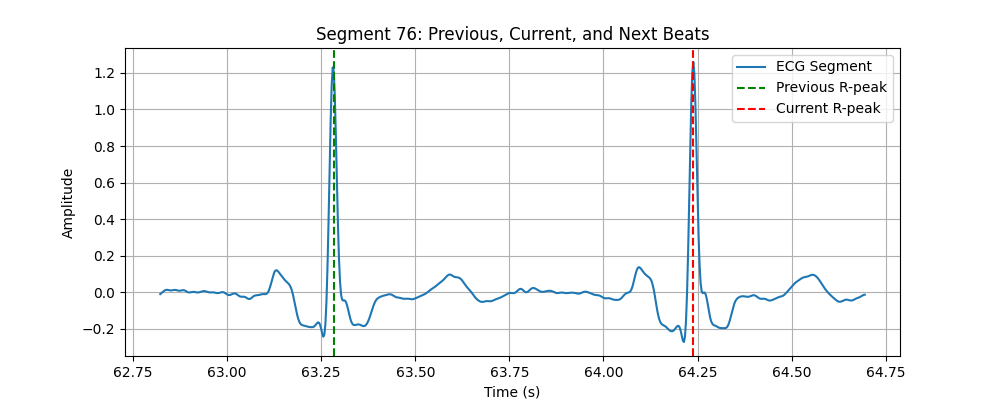 Segment 76: Previous, Current, and Next Beats
ECG Segment
Previous R-peak
Current R-peak
1.2
1.0
0.8
0.6
0.4
0.2
0.0
−0.2
Amplitude
62.75 63.00 63.25 63.50 63.75 64.00 64.25 64.50 64.75
Time (s)